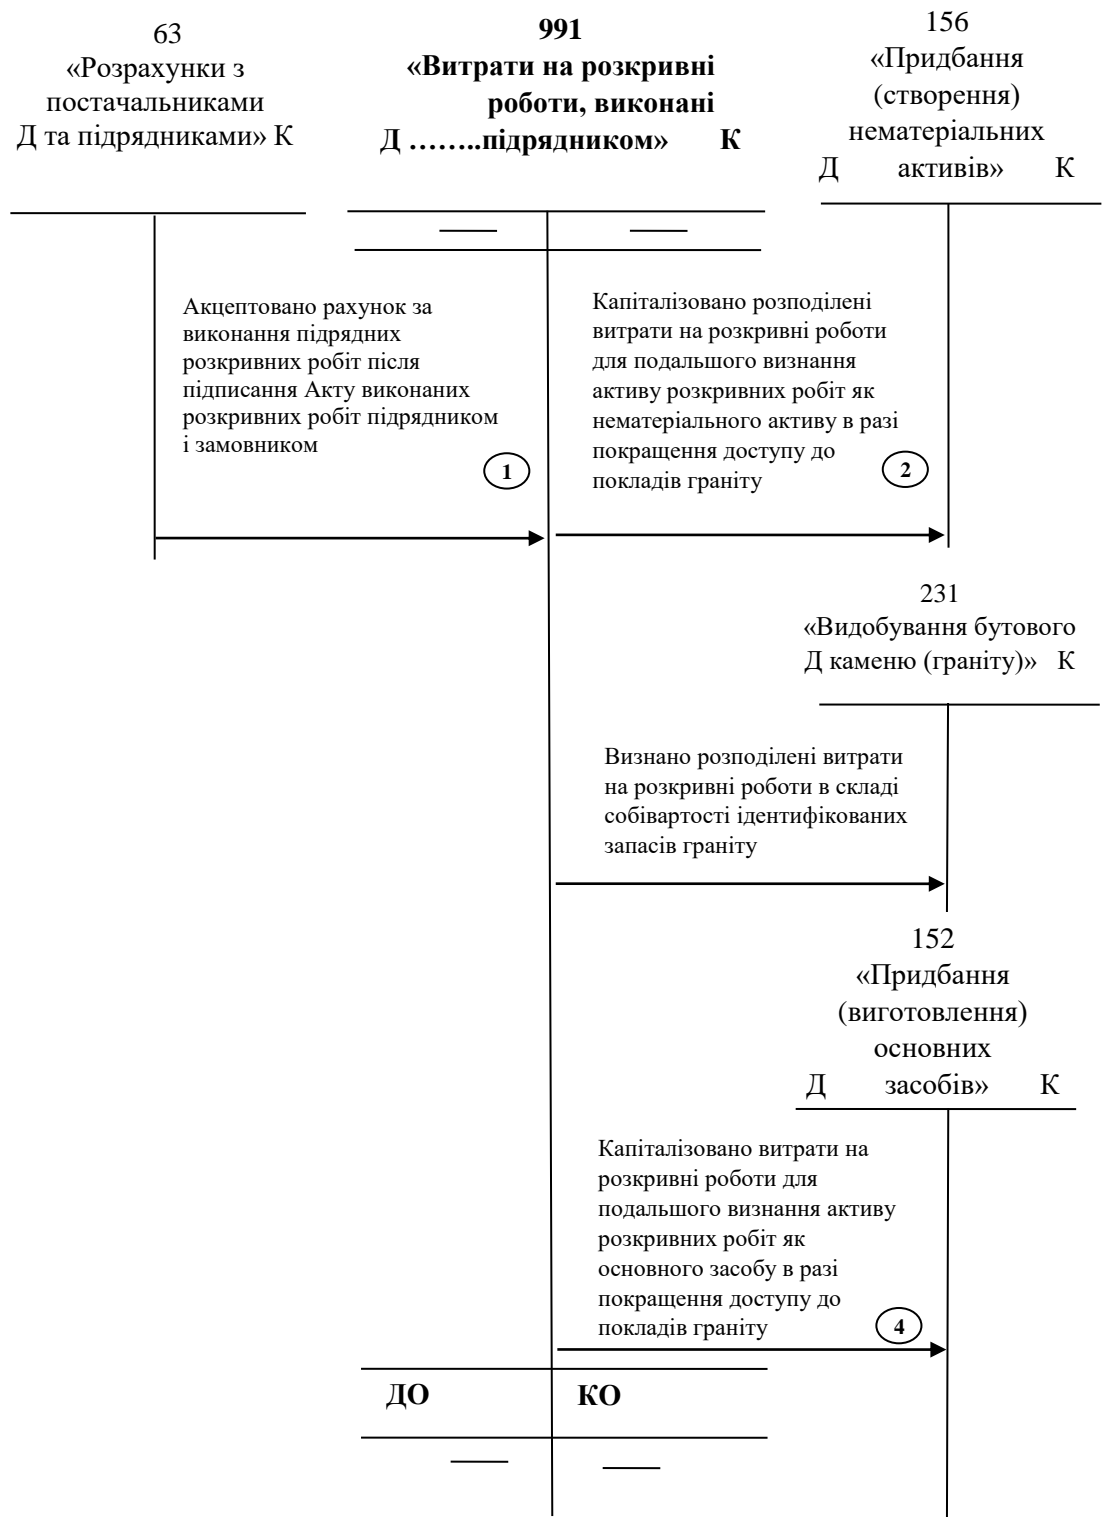 63
«Розрахунки з
постачальниками
Д та підрядниками» К
991
«Витрати на розкривні
роботи, виконані
Д ……..підрядником» К
156
«Придбання
(створення)
нематеріальних
Д активів» К
Акцептовано рахунок за
виконання підрядних
розкривних робіт після
підписання Акту виконаних
розкривних робіт підрядником
і замовником
1
Капіталізовано розподілені
витрати на розкривні роботи
для подальшого визнання
активу розкривних робіт як
нематеріального активу в разі
покращення доступу до
покладів граніту
2
231
«Видобування бутового
Д каменю (граніту)» К
Визнано розподілені витрати
на розкривні роботи в складі
собівартості ідентифікованих
запасів граніту
152
«Придбання
(виготовлення)
основних
Д засобів» К
Капіталізовано витрати на
розкривні роботи для
подальшого визнання активу
розкривних робіт як
основного засобу в разі
покращення доступу до
покладів граніту
4
ДО КО